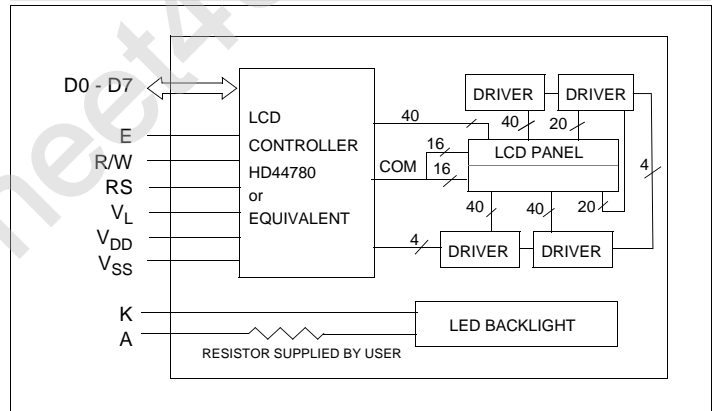 D0 - D7
E
R/W
RS
VL
VDD
VSS
K
A
LCD
CONTROLLER
HD44780
or
EQUIVALENT
40
COM
16
16
4
DRIVER
DRIVER
40
20
LCD PANEL
4
40
40
20
DRIVER
DRIVER
LED BACKLIGHT
RESISTOR SUPPLIED BY USER